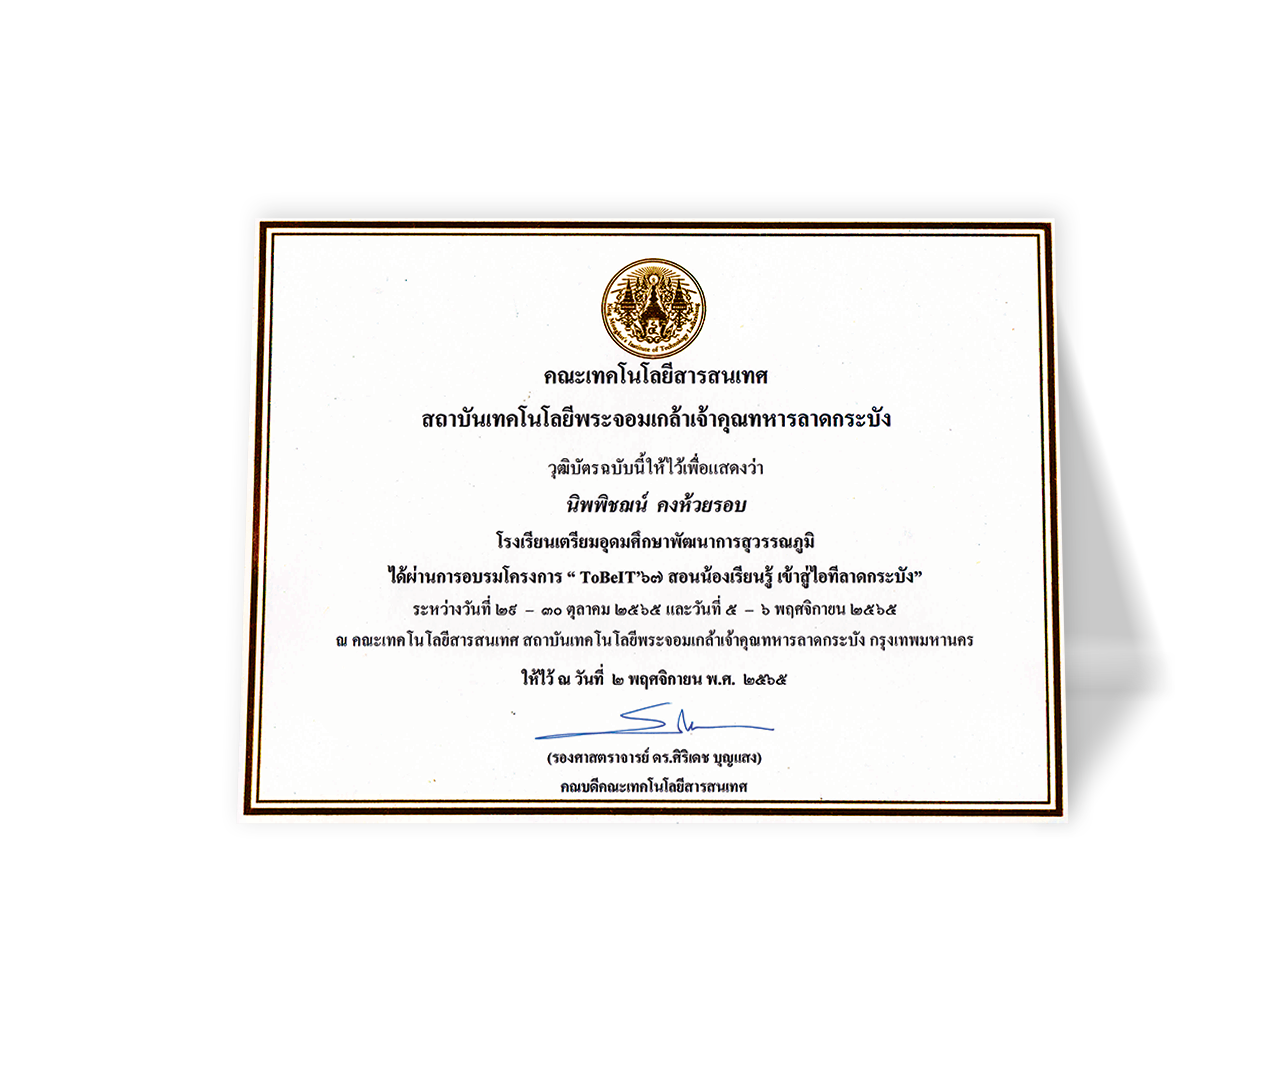 King Mongkut's Institute of Technology Ladkrabang
คณะเทคโนโลยีสารสนเทศ
สถาบันเทคโนโลยีพระจอมเกล้าเจ้าคุณทหารลาดกระบัง
วุฒิบัตรฉบับนี้ให้ไว้เพื่อแสดงว่า
นิพพิชฌน์ คงห้วยรอบ
โรงเรียนเตรียมอุดมศึกษาพัฒนาการสุวรรณภูมิ
ได้ผ่านการอบรมโครงการ “ ToBeIT’๖๗ สอนน้องเรียนรู้ เข้าสู่ไอทีลาดกระบัง”
ระหว่างวันที่ ๒๙ – ๓๐ ตุลาคม ๒๕๖๕ และวันที่ ๕ – ๖ พฤศจิกายน ๒๕๖๕
ณ คณะเทคโนโลยีสารสนเทศ สถาบันเทคโนโลยีพระจอมเกล้าเจ้าคุณทหารลาดกระบัง กรุงเทพมหานคร
ให้ไว้ ณ วันที่ ๒ พฤศจิกายน พ.ศ. ๒๕๖๕
(รองศาสตราจารย์ ดร.ศิริเดช บุญแสง)
คณบดีคณะเทคโนโลยีสารสนเทศ